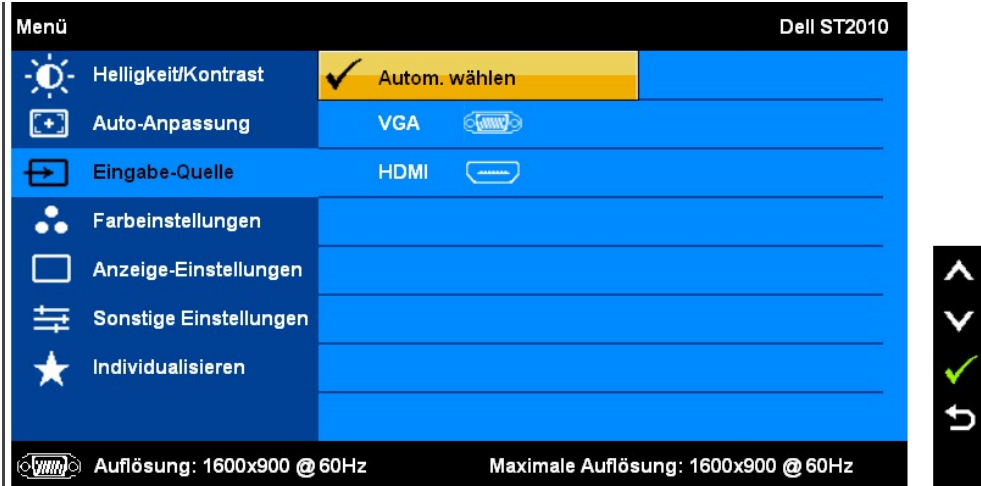 Menü Dell ST2010
Helligkeit/Kontrast Autom. wählen
Auto-Anpassung VGA
Eingabe-Quelle HDMI
Farbeinstellungen
Anzeige-Einstellungen
Sonstige Einstellungen
Individualisieren
Auflösung: 1600x900 @ 60Hz Maximale Auflösung: 1600x900 @ 60Hz